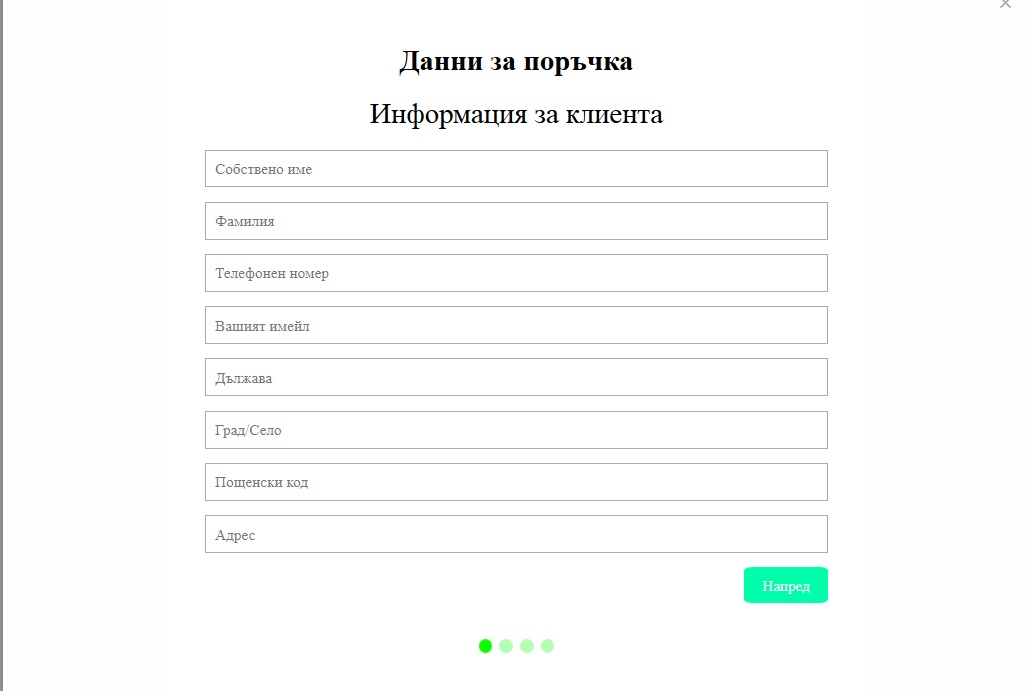 Данни за поръчка
Информация за клиента
Собствено име
Фамилия
Телефонен номер
Вашият имейл
Дължава
Град/Село
Пощенски код
Адрес
Напред